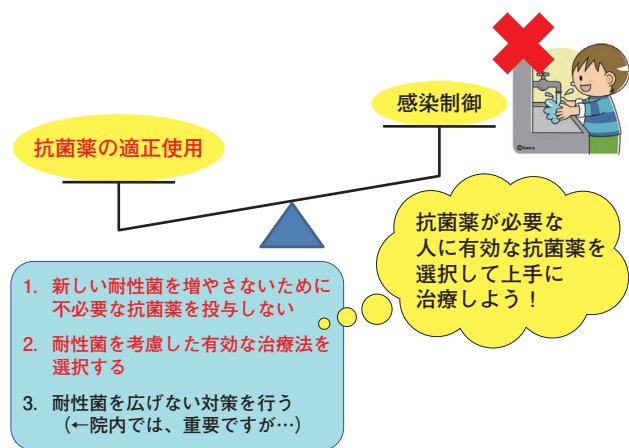 感染制御
抗菌薬の適正使用
抗菌薬が必要な
人に有効な抗菌薬を
選択して上手に
治療しよう！
1. 新しい耐性菌を増やさないために
不必要な抗菌薬を投与しない
2. 耐性菌を考慮した有効な治療法を
選択する
3. 耐性菌を広げない対策を行う
（←院内では、重要ですが…）